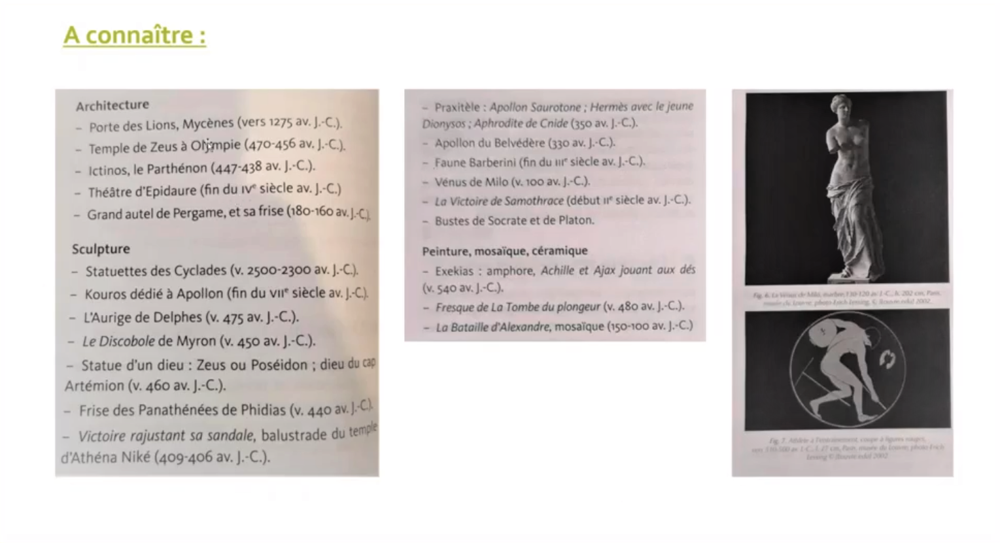 A connaître :
Architecture
– Porte des Lions, Mycènes (vers 1275 av. J.-C.).
– Temple de Zeus à Olympie (470-456 av. J.-C.).
– Ictinos, le Parthénon (447-438 av. J.-C.).
– Théâtre d'Epidaure (fin du IVe siècle av. J.-C.)
– Grand autel de Pergame, et sa frise (180-160 av. J.-C.).
Sculpture
– Statuettes des Cyclades (v. 2500-2300 av. J.-C.).
– Kouros dédié à Apollon (fin du VIIe siècle av. J.-C.).
– L'Aurige de Delphes (v. 475 av. J.-C.).
– Le Discobole de Myron (v. 450 av. J.-C.).
– Statue d'un dieu : Zeus ou Poséidon ; dieu du cap
Artémion (v. 460 av. J.-C.).
– Frise des Panathénées de Phidias (v. 440 av. J.-C.).
– Victoire rajustant sa sandale, balustrade du temple
d'Athéna Niké (409-406 av. J.-C.).
– Praxitèle : Apollon Saurotone ; Hermès avec le jeune
Dionysos ; Aphrodite de Cnide (350 av. J.-C.).
– Apollon du Belvédère (330 av. J.-C.).
– Faune Barberini (fin du IIIe siècle av. J.-C.).
– Vénus de Milo (v. 100 av. J.-C.).
– La Victoire de Samothrace (début IIe siècle av. J.-C.).
– Bustes de Socrate et de Platon.
Peinture, mosaïque, céramique
– Exekias : amphore, Achille et Ajax jouant aux dés
(v. 540 av. J.-C.).
– Fresque de La Tombe du plongeur (v. 480 av. J.-C.).
– La Bataille d'Alexandre, mosaïque (150-100 av. J.-C.)
Fig. 6. La Vénus de Milo, marbre, 130-120 av. J.-C., h. 202 cm, Paris,
musée du Louvre, photo Erich Lessing, © 2002
Fig. 7. à l'entraînement, coupe à figures rouges,
vers 510-500 av. J.-C., Paris, musée du Louvre, photo Erich
Lessing © 2002